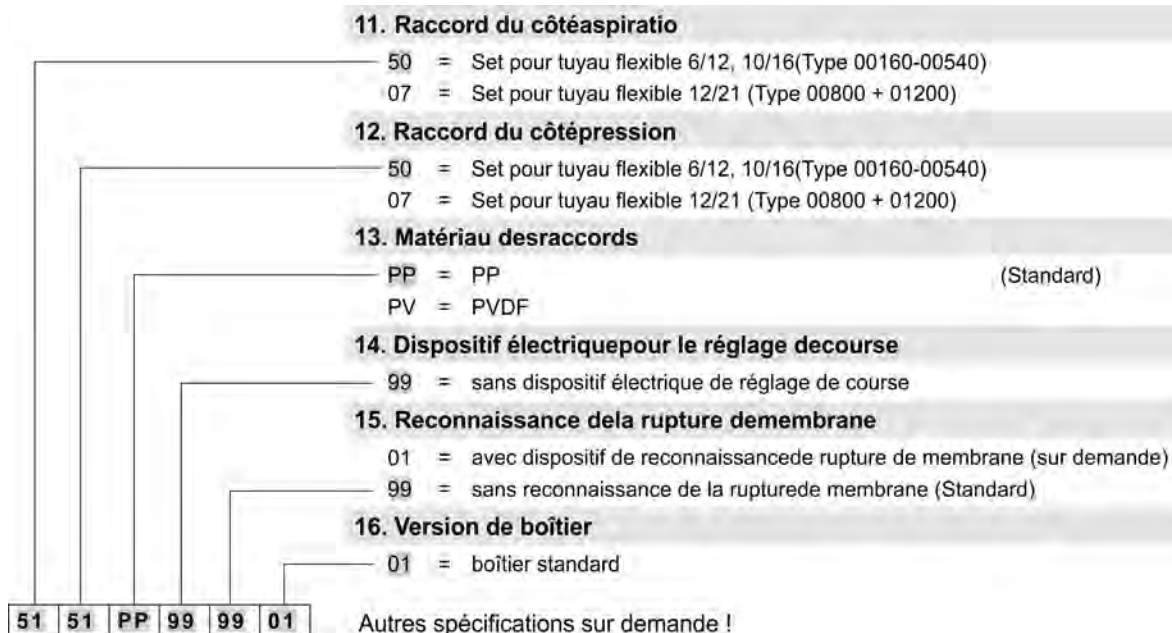 11. Raccord du côtéaspiratio
50 = Set pour tuyau flexible 6/12, 10/16(Type 00160-00540)
07 = Set pour tuyau flexible 12/21 (Type 00800 + 01200)
12. Raccord du côtépression
50 = Set pour tuyau flexible 6/12, 10/16(Type 00160-00540)
07 = Set pour tuyau flexible 12/21 (Type 00800 + 01200)
13. Matériau desraccords
PP = PP (Standard)
PV = PVDF
14. Dispositif électriquepour le réglage decourse
99 = sans dispositif électrique de réglage de course
15. Reconnaissance dela rupture demembrane
01 = avec dispositif de reconnaissancede rupture de membrane (sur demande)
99 = sans reconnaissance de la rupturede membrane (Standard)
16. Version de boîtier
01 = boîtier standard
51 51 PP 99 99 01 Autres spécifications sur demande !